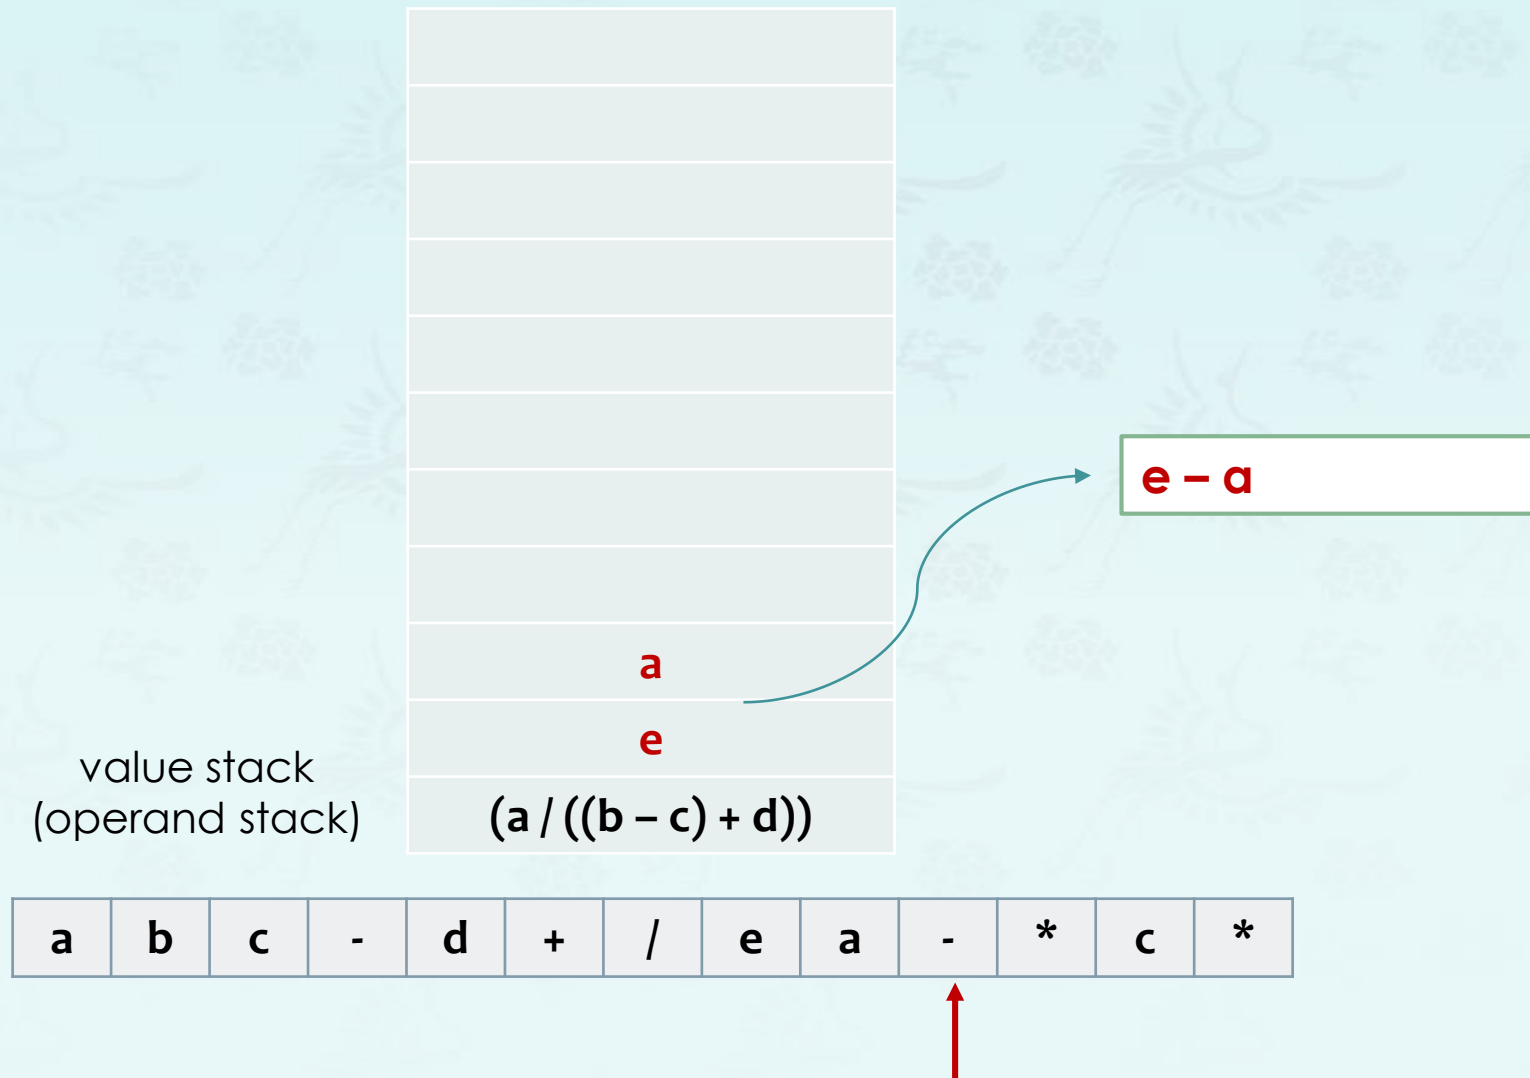 a
e – a
e
value stack
(operand stack)
(a / ((b – c) + d))
a b c - d + / e a - * c *